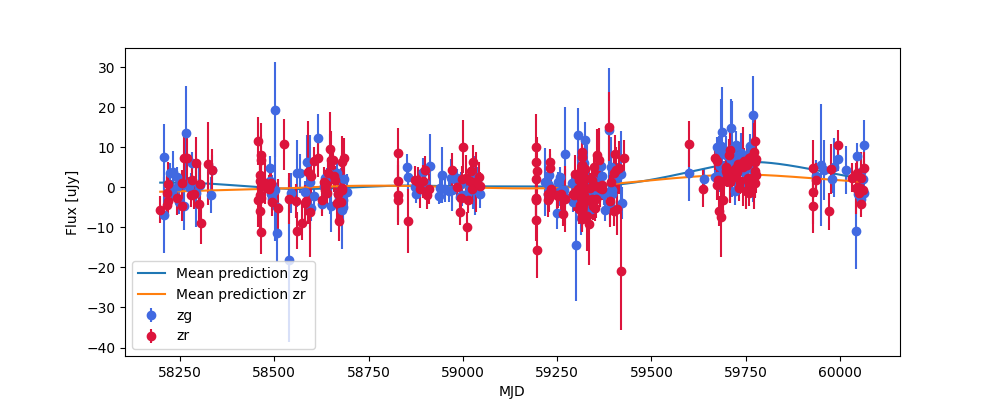 30
20
10
0
−10
−20
−30
−40
Flux [uJy]
Mean prediction zg
Mean prediction zr
zg
zr
58250 58500 58750 59000 59250 59500 59750 60000
MJD